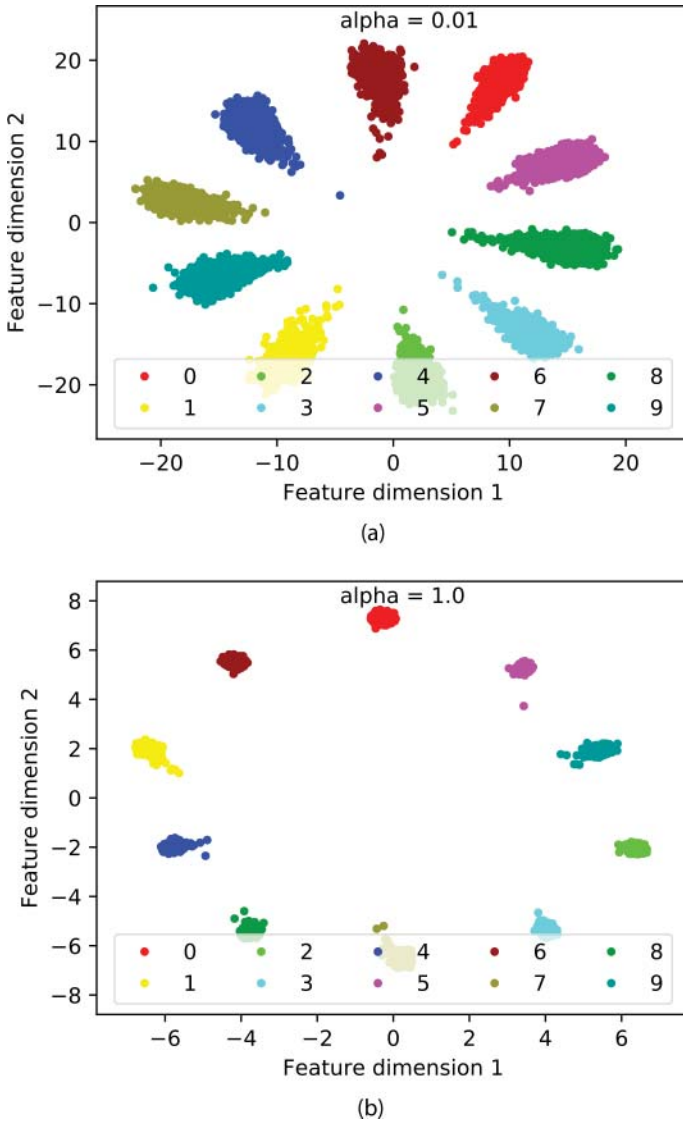 alpha = 0.01
20
10
0
−10
−20
Feature dimension 2
0 2 4 6 8
1 3 5 7 9
−20 −10 0 10 20
Feature dimension 1
(a)
alpha = 1.0
8
6
4
2
0
−2
−4
−6
−8
Feature dimension 2
0 2 4 6 8
1 3 5 7 9
−6 −4 −2 0 2 4 6
Feature dimension 1
(b)